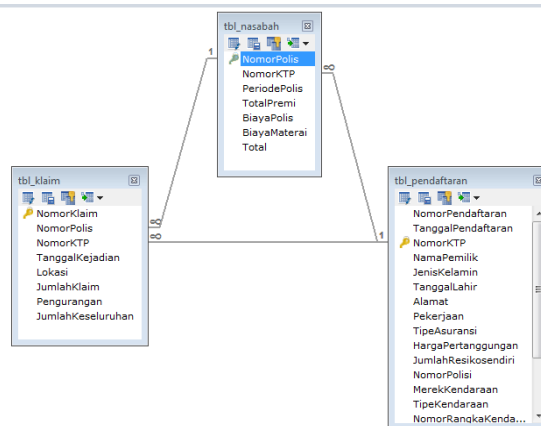 tbl_nasabah
NomorPolis
NomorKTP
PeriodePolis
TotalPremi
BiayaPolis
BiayaMaterai
Total
1
∞
tbl_klaim
NomorKlaim
NomorPolis
NomorKTP
TanggalKejadian
Lokasi
JumlahKlaim
Pengurangan
JumlahKeseluruhan
∞
∞
1
tbl_pendaftaran
NomorPendaftaran
TanggalPendaftaran
NomorKTP
NamaPemilik
JenisKelamin
TanggalLahir
Alamat
Pekerjaan
TipeAsuransi
HargaPertanggungan
JumlahResikosendiri
NomorPolisi
MerekKendaraan
TipeKendaraan
NomorRangkaKenda...